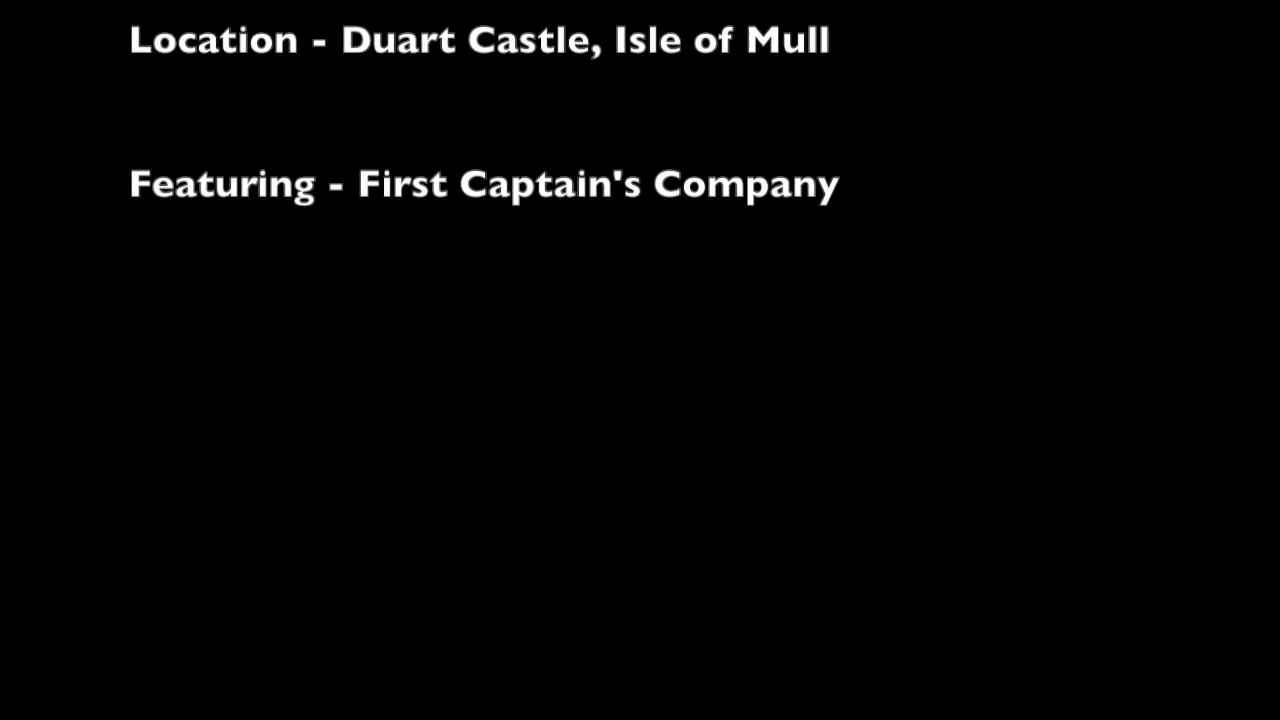 Location - Duart Castle, Isle of Mull
Featuring - First Captain's Company